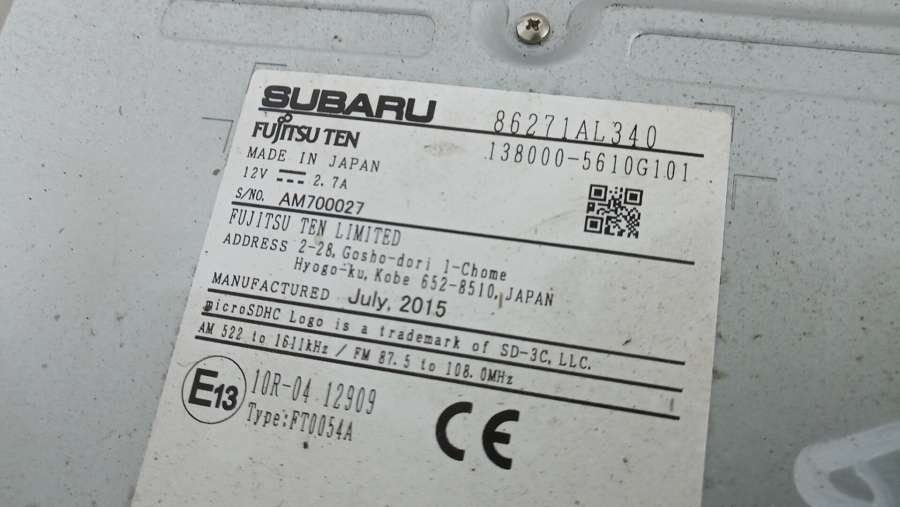 SUBARU 86271AL340
FUJITSU TEN 138000-5610G101
MADE IN JAPAN
12V 2.7A
S/NO. AM700027
FUJITSU TEN LIMITED
ADDRESS 2-28, Gosho-dori 1-Chome
Hyogo-ku, Kobe 652-8510, JAPAN
MANUFACTURED July, 2015
microSDHC Logo is a trademark of SD-3C, LLC.
AM 522 to 1611kHz / FM 87.5 to 108.0MHz
E13 10R-04 12909
Type:FT0054A
CE